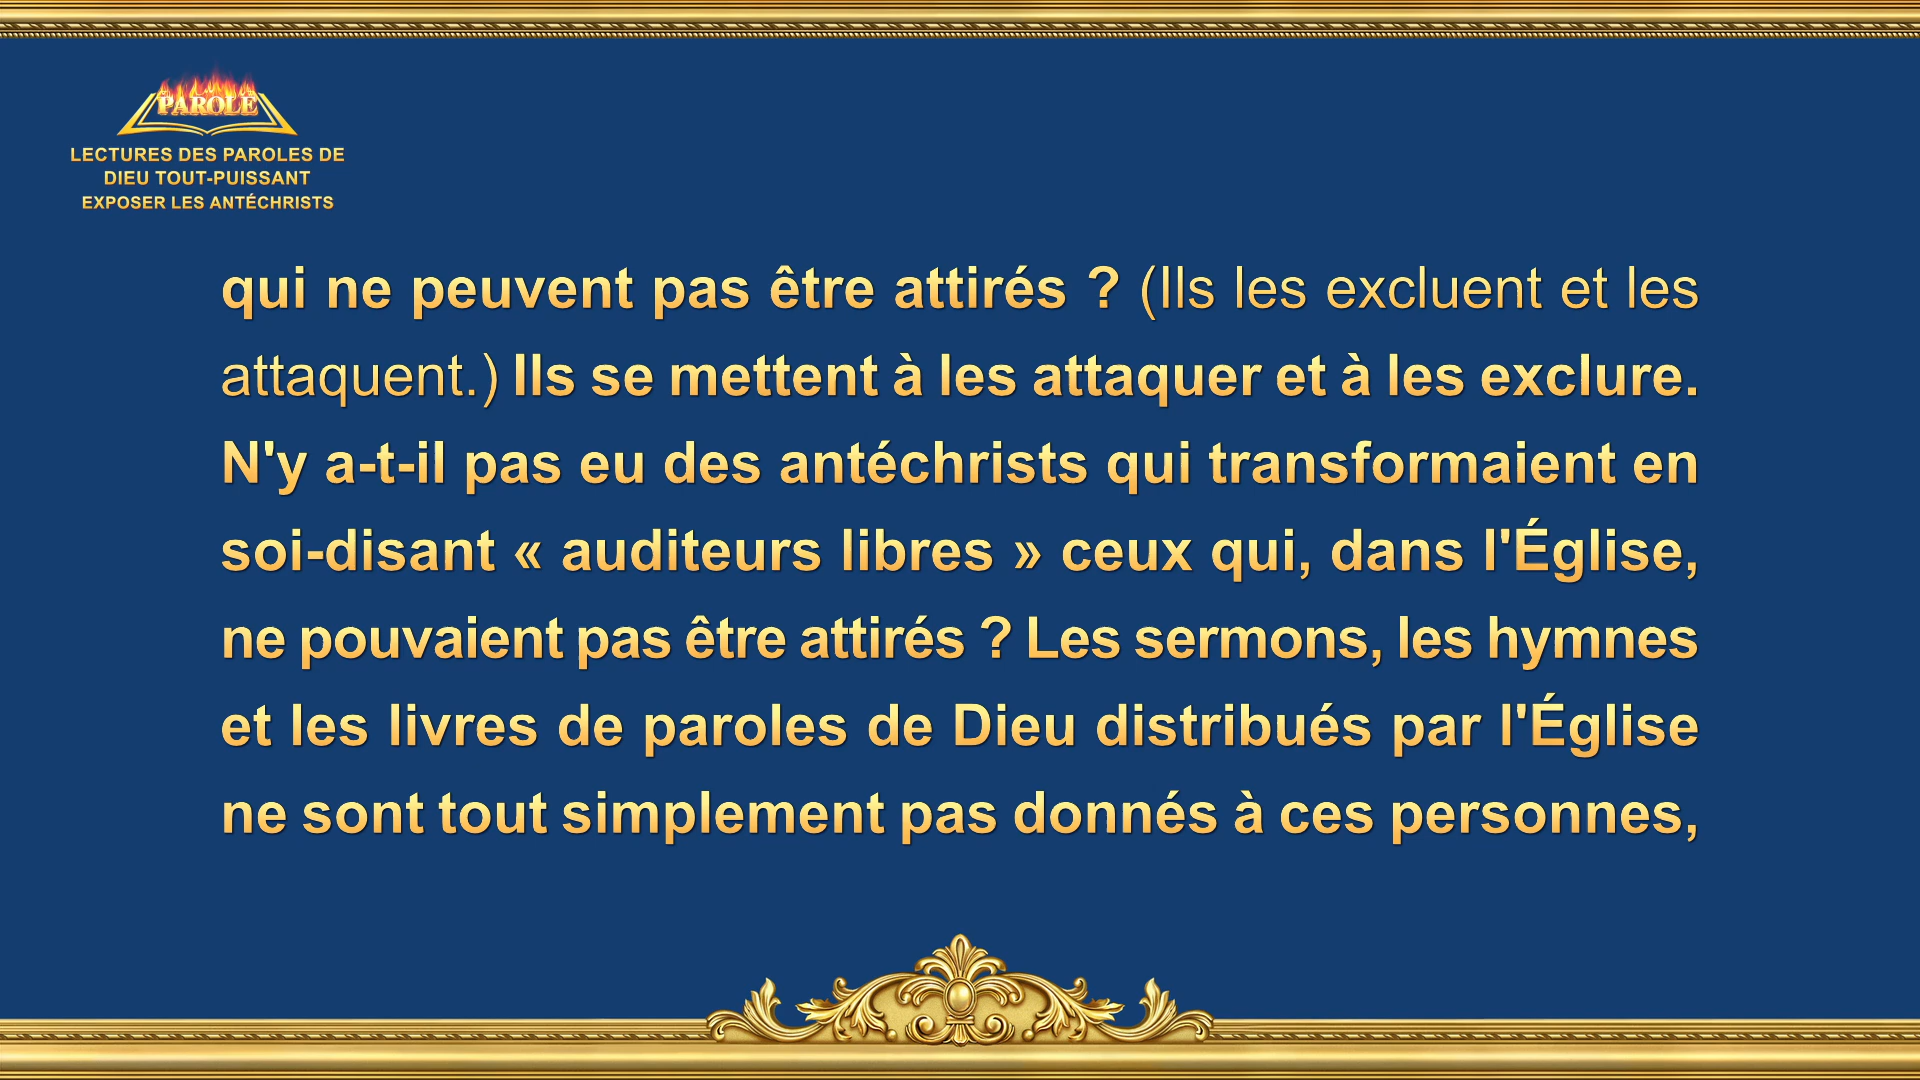 PAROLE
LECTURES DES PAROLES DE
DIEU TOUT-PUISSANT
EXPOSER LES ANTÉCHRISTS
qui ne peuvent pas être attirés ? (Ils les excluent et les
attaquent.) Ils se mettent à les attaquer et à les exclure.
N'y a-t-il pas eu des antéchrists qui transformaient en
soi-disant « auditeurs libres » ceux qui, dans l'Église,
ne pouvaient pas être attirés ? Les sermons, les hymnes
et les livres de paroles de Dieu distribués par l'Église
ne sont tout simplement pas donnés à ces personnes,